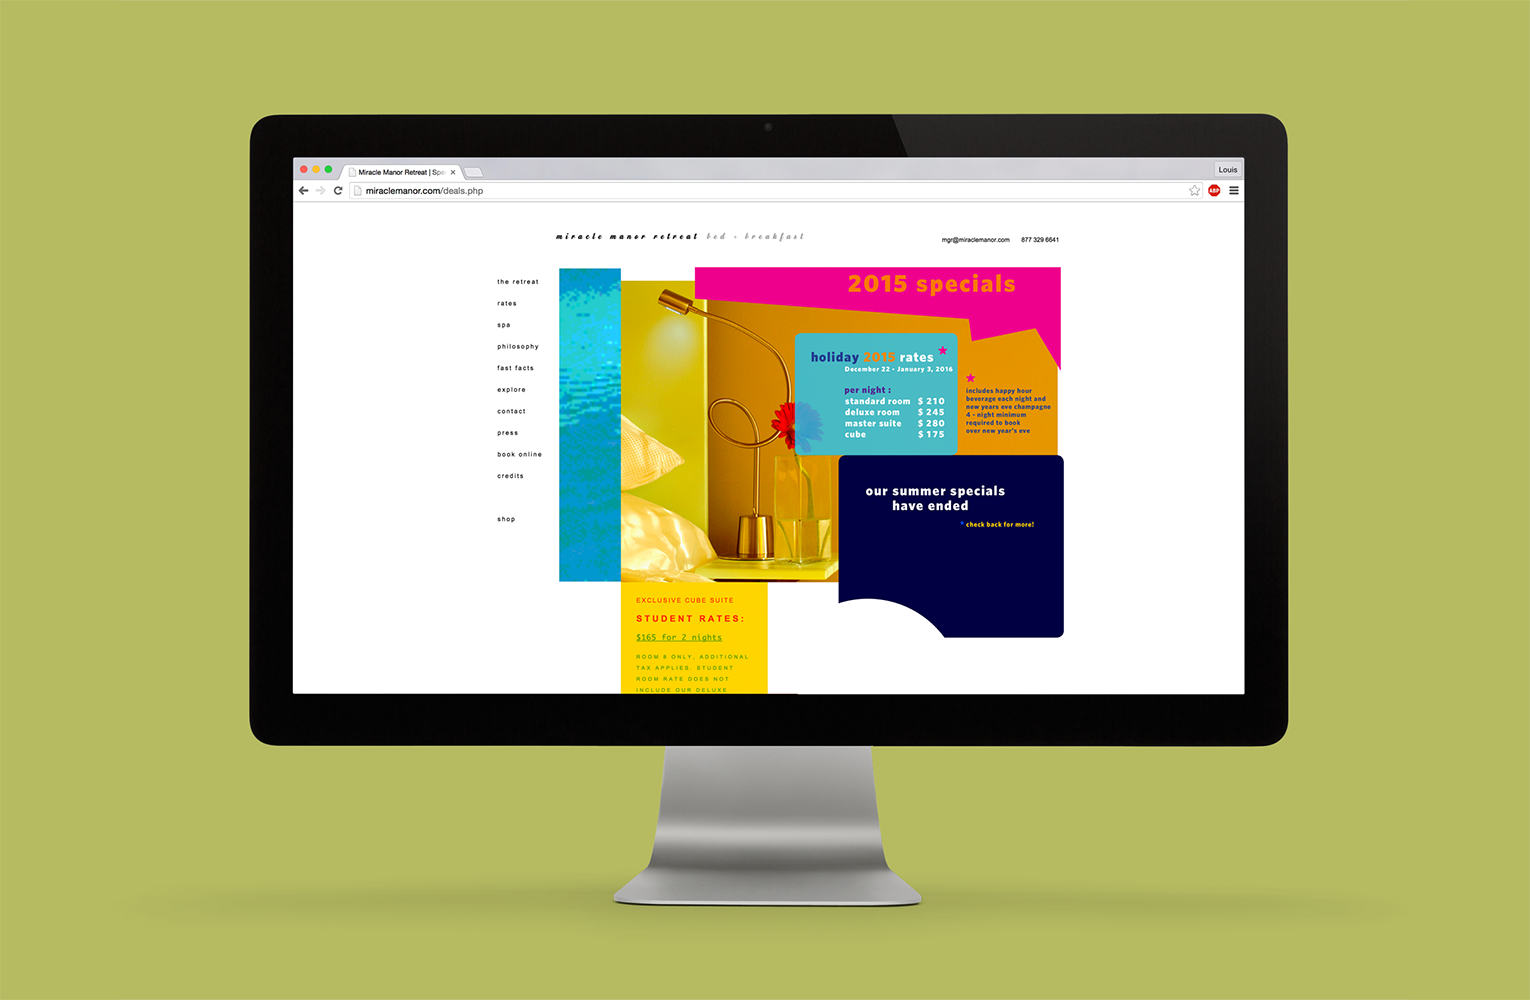 Miracle Manor Retreat | Spe
Louis
miraclemanor.com/deals.php
ABP
miracle manor retreat bed + breakfast
mgr@miraclemanor.com 877 329 6641
the retreat
rates
spa
philosophy
fast facts
explore
contact
press
book online
credits
shop
2015 specials
holiday 2015 rates
December 22 - January 3, 2016
per night :
standard room $ 210
deluxe room $ 245
master suite $ 280
cube $ 175
includes happy hour
beverage each night and
new years eve champagne
4 - night minimum
required to book
over new year's eve
our summer specials
have ended
* check back for more!
EXCLUSIVE CUBE SUITE
STUDENT RATES:
$165 for 2 nights
ROOM 8 ONLY, ADDITIONAL
TAX APPLIES. STUDENT
ROOM RATE DOES NOT
INCLUDE OUR DELUXE